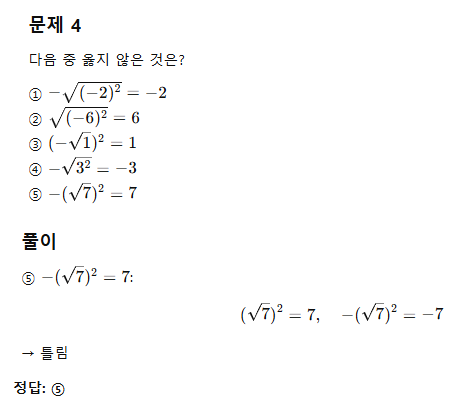 문제 4
다음 중 옳지 않은 것은?
① −√(−2)² = −2
② √(−6)² = 6
③ (−√1)² = 1
④ −√3² = −3
⑤ −(√7)² = 7
풀이
⑤ −(√7)² = 7:
(√7)² = 7, −(√7)² = −7
→ 틀림
정답: ⑤